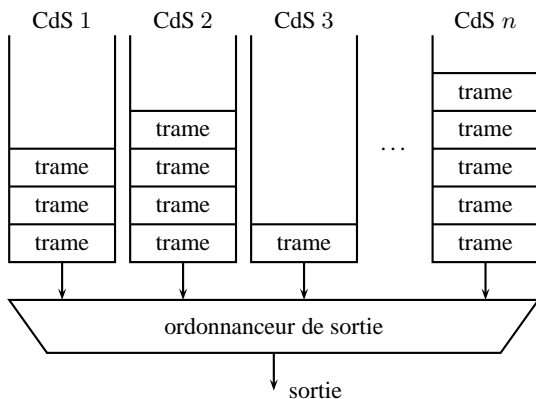 CdS 1 CdS 2 CdS 3 CdS n
trame
trame trame
...
trame trame trame
trame trame trame
trame trame trame trame
ordonnanceur de sortie
sortie